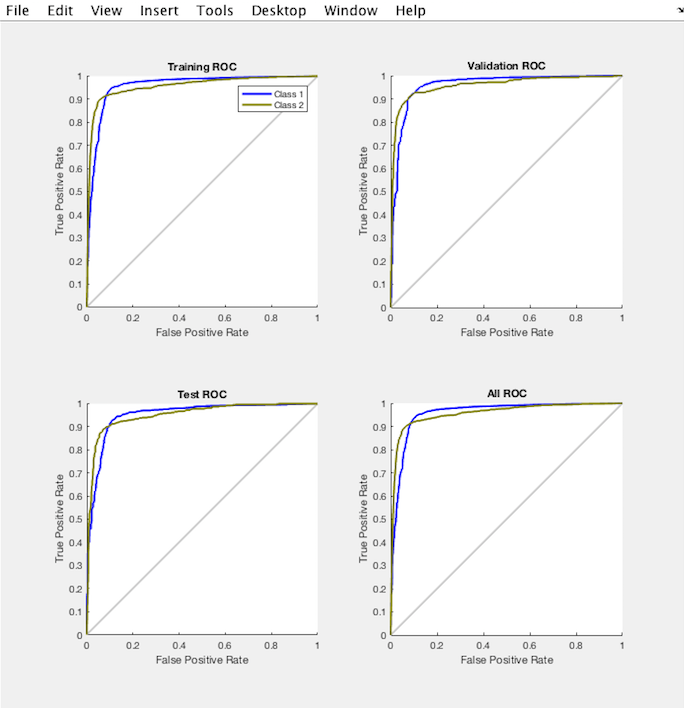 File Edit View Insert Tools Desktop Window Help
Training ROC
Class 1
Class 2
True Positive Rate
1
0.9
0.8
0.7
0.6
0.5
0.4
0.3
0.2
0.1
0
0 0.2 0.4 0.6 0.8 1
False Positive Rate
Validation ROC
True Positive Rate
1
0.9
0.8
0.7
0.6
0.5
0.4
0.3
0.2
0.1
0
0 0.2 0.4 0.6 0.8 1
False Positive Rate
Test ROC
True Positive Rate
1
0.9
0.8
0.7
0.6
0.5
0.4
0.3
0.2
0.1
0
0 0.2 0.4 0.6 0.8 1
False Positive Rate
All ROC
True Positive Rate
1
0.9
0.8
0.7
0.6
0.5
0.4
0.3
0.2
0.1
0
0 0.2 0.4 0.6 0.8 1
False Positive Rate